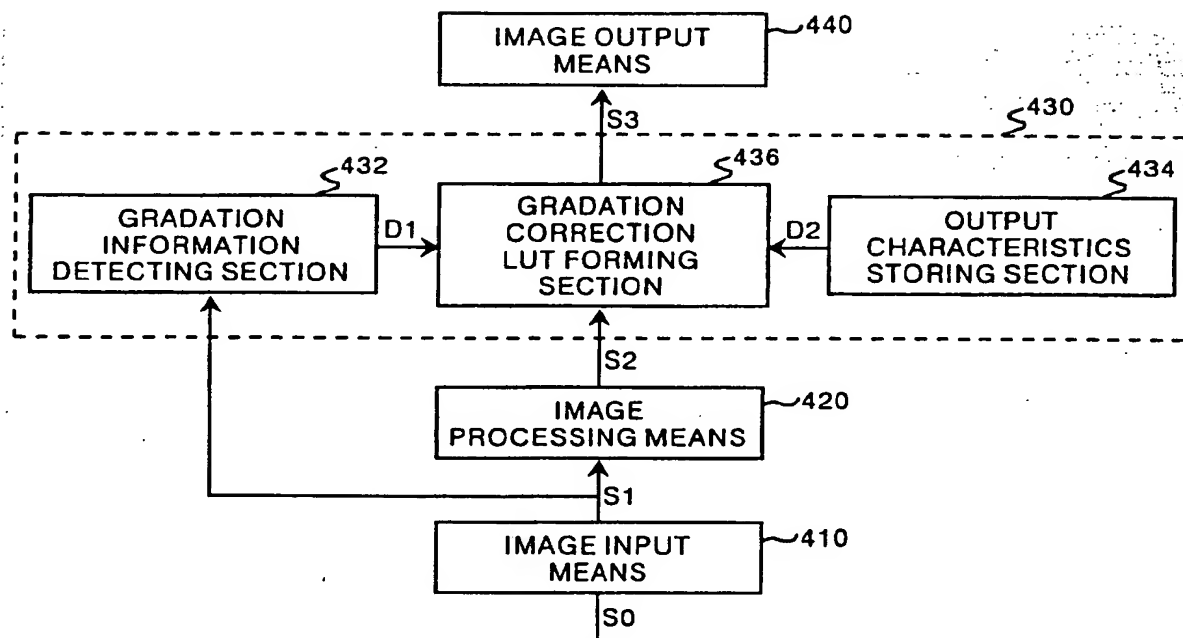 IMAGE OUTPUT
MEANS
440
S3
430
432
GRADATION
INFORMATION
DETECTING SECTION
D1
436
GRADATION
CORRECTION
LUT FORMING
SECTION
D2
434
OUTPUT
CHARACTERISTICS
STORING SECTION
S2
IMAGE
PROCESSING MEANS
420
S1
IMAGE INPUT
MEANS
410
S0